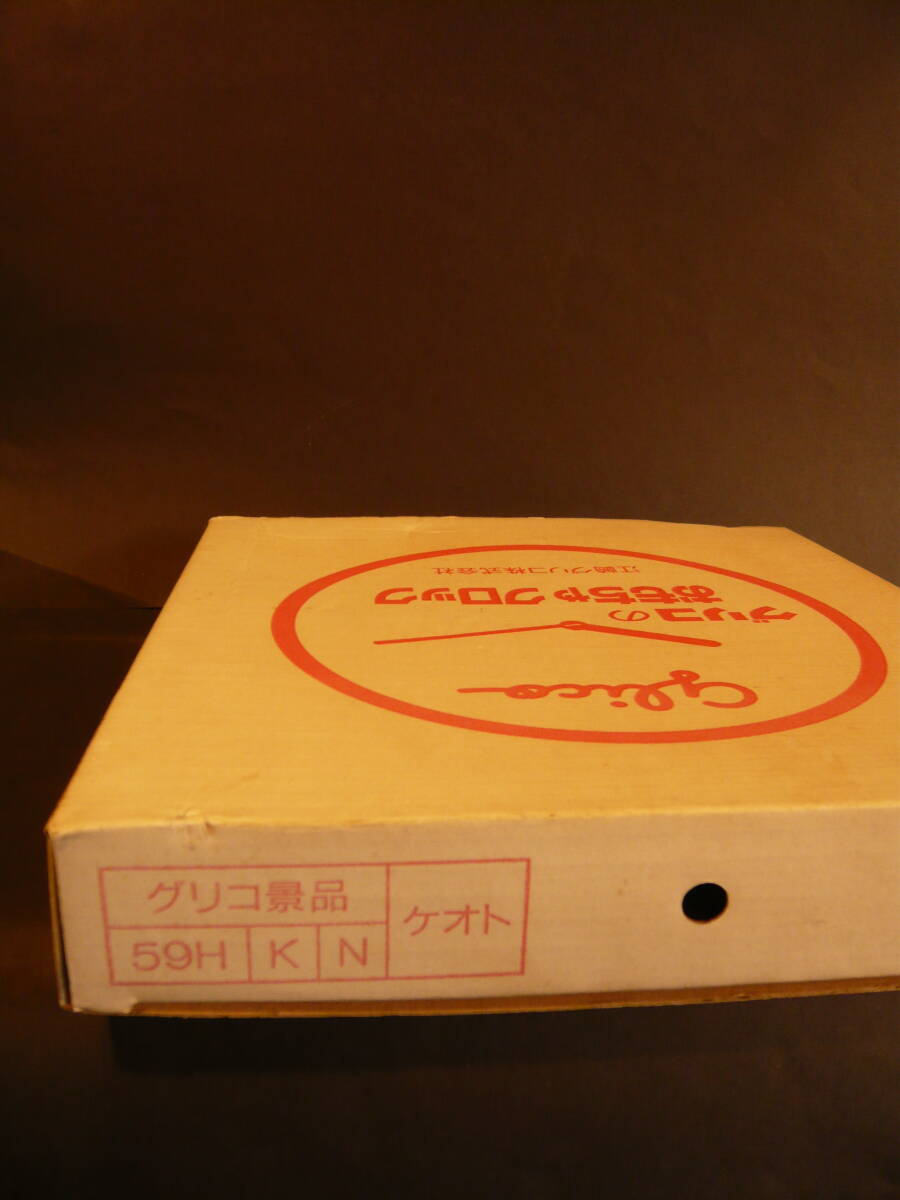 Glico
グリコの
おもちゃクロック
江崎グリコ株式会社
グリコ景品
59H K N
ケオト